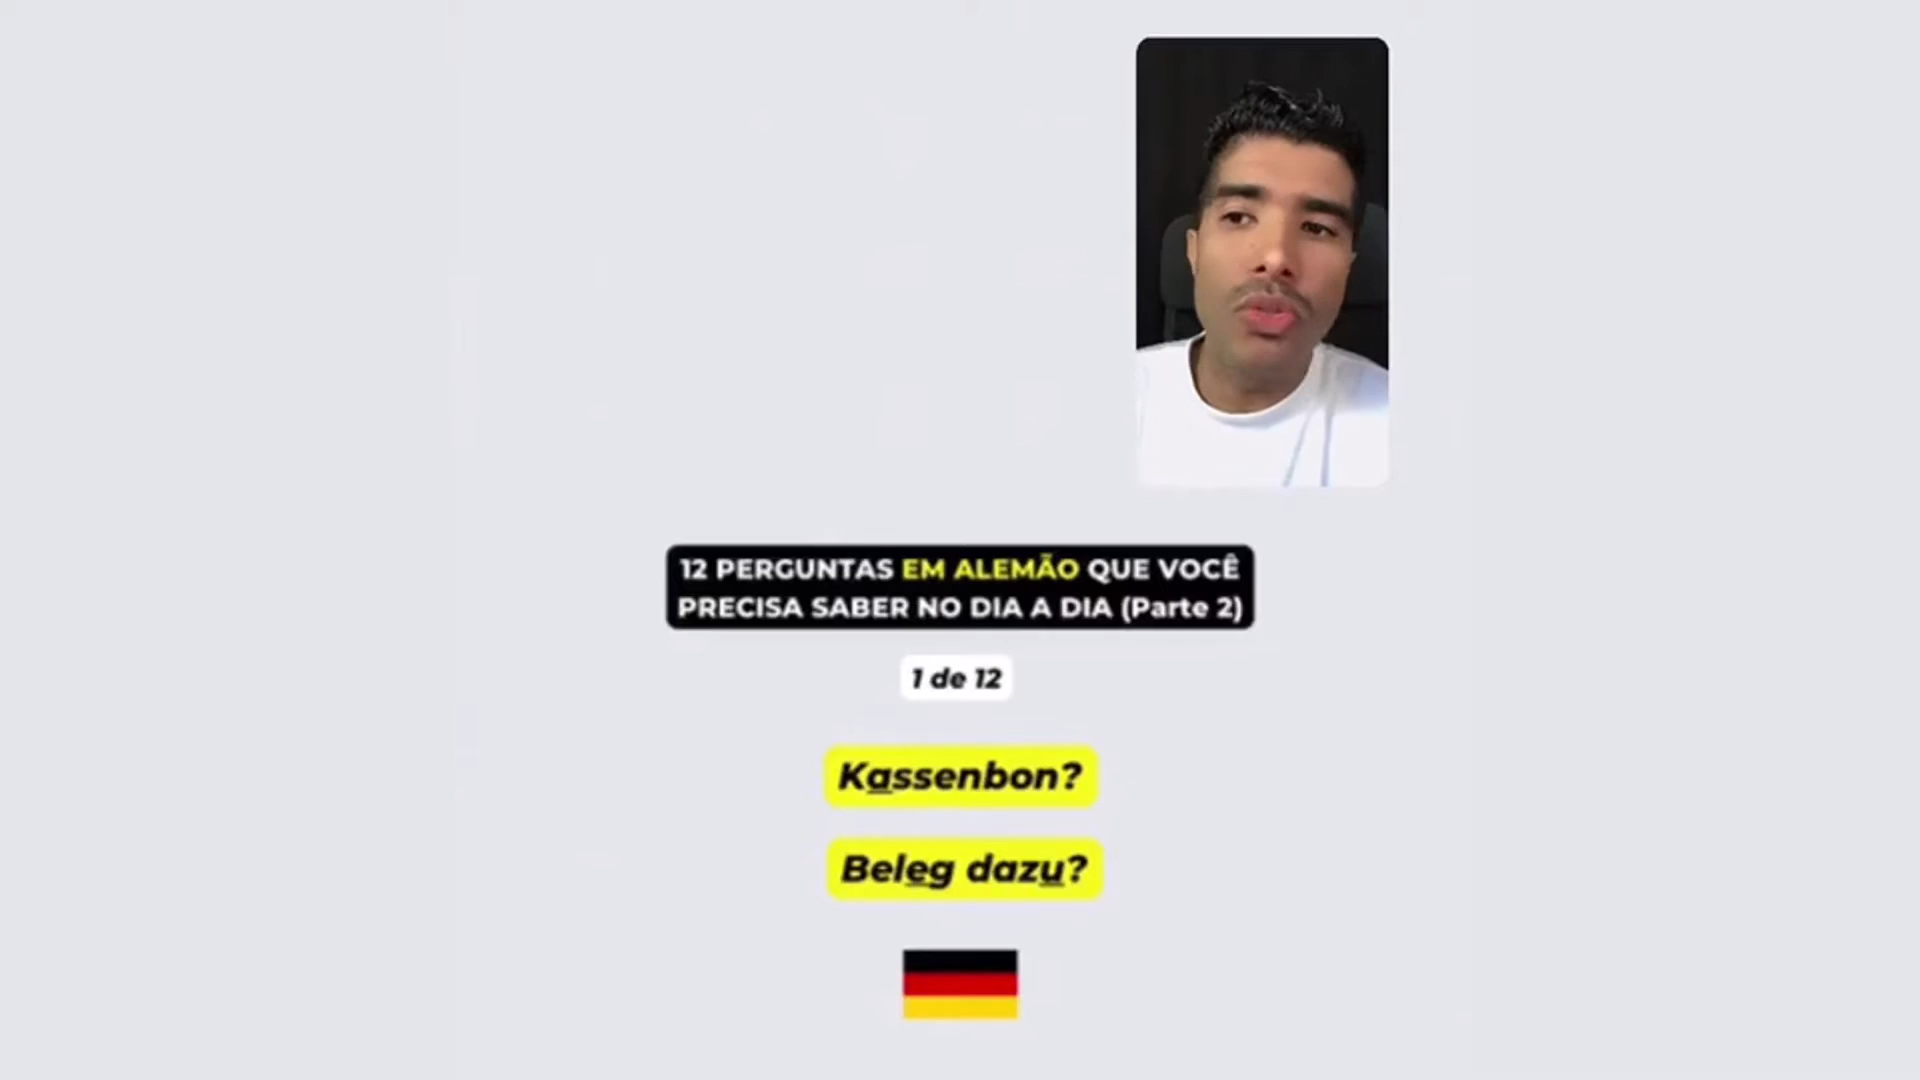 12 PERGUNTAS EM ALEMÃO QUE VOCÊ
PRECISA SABER NO DIA A DIA (Parte 2)
1 de 12
Kassenbon?
Beleg dazu?